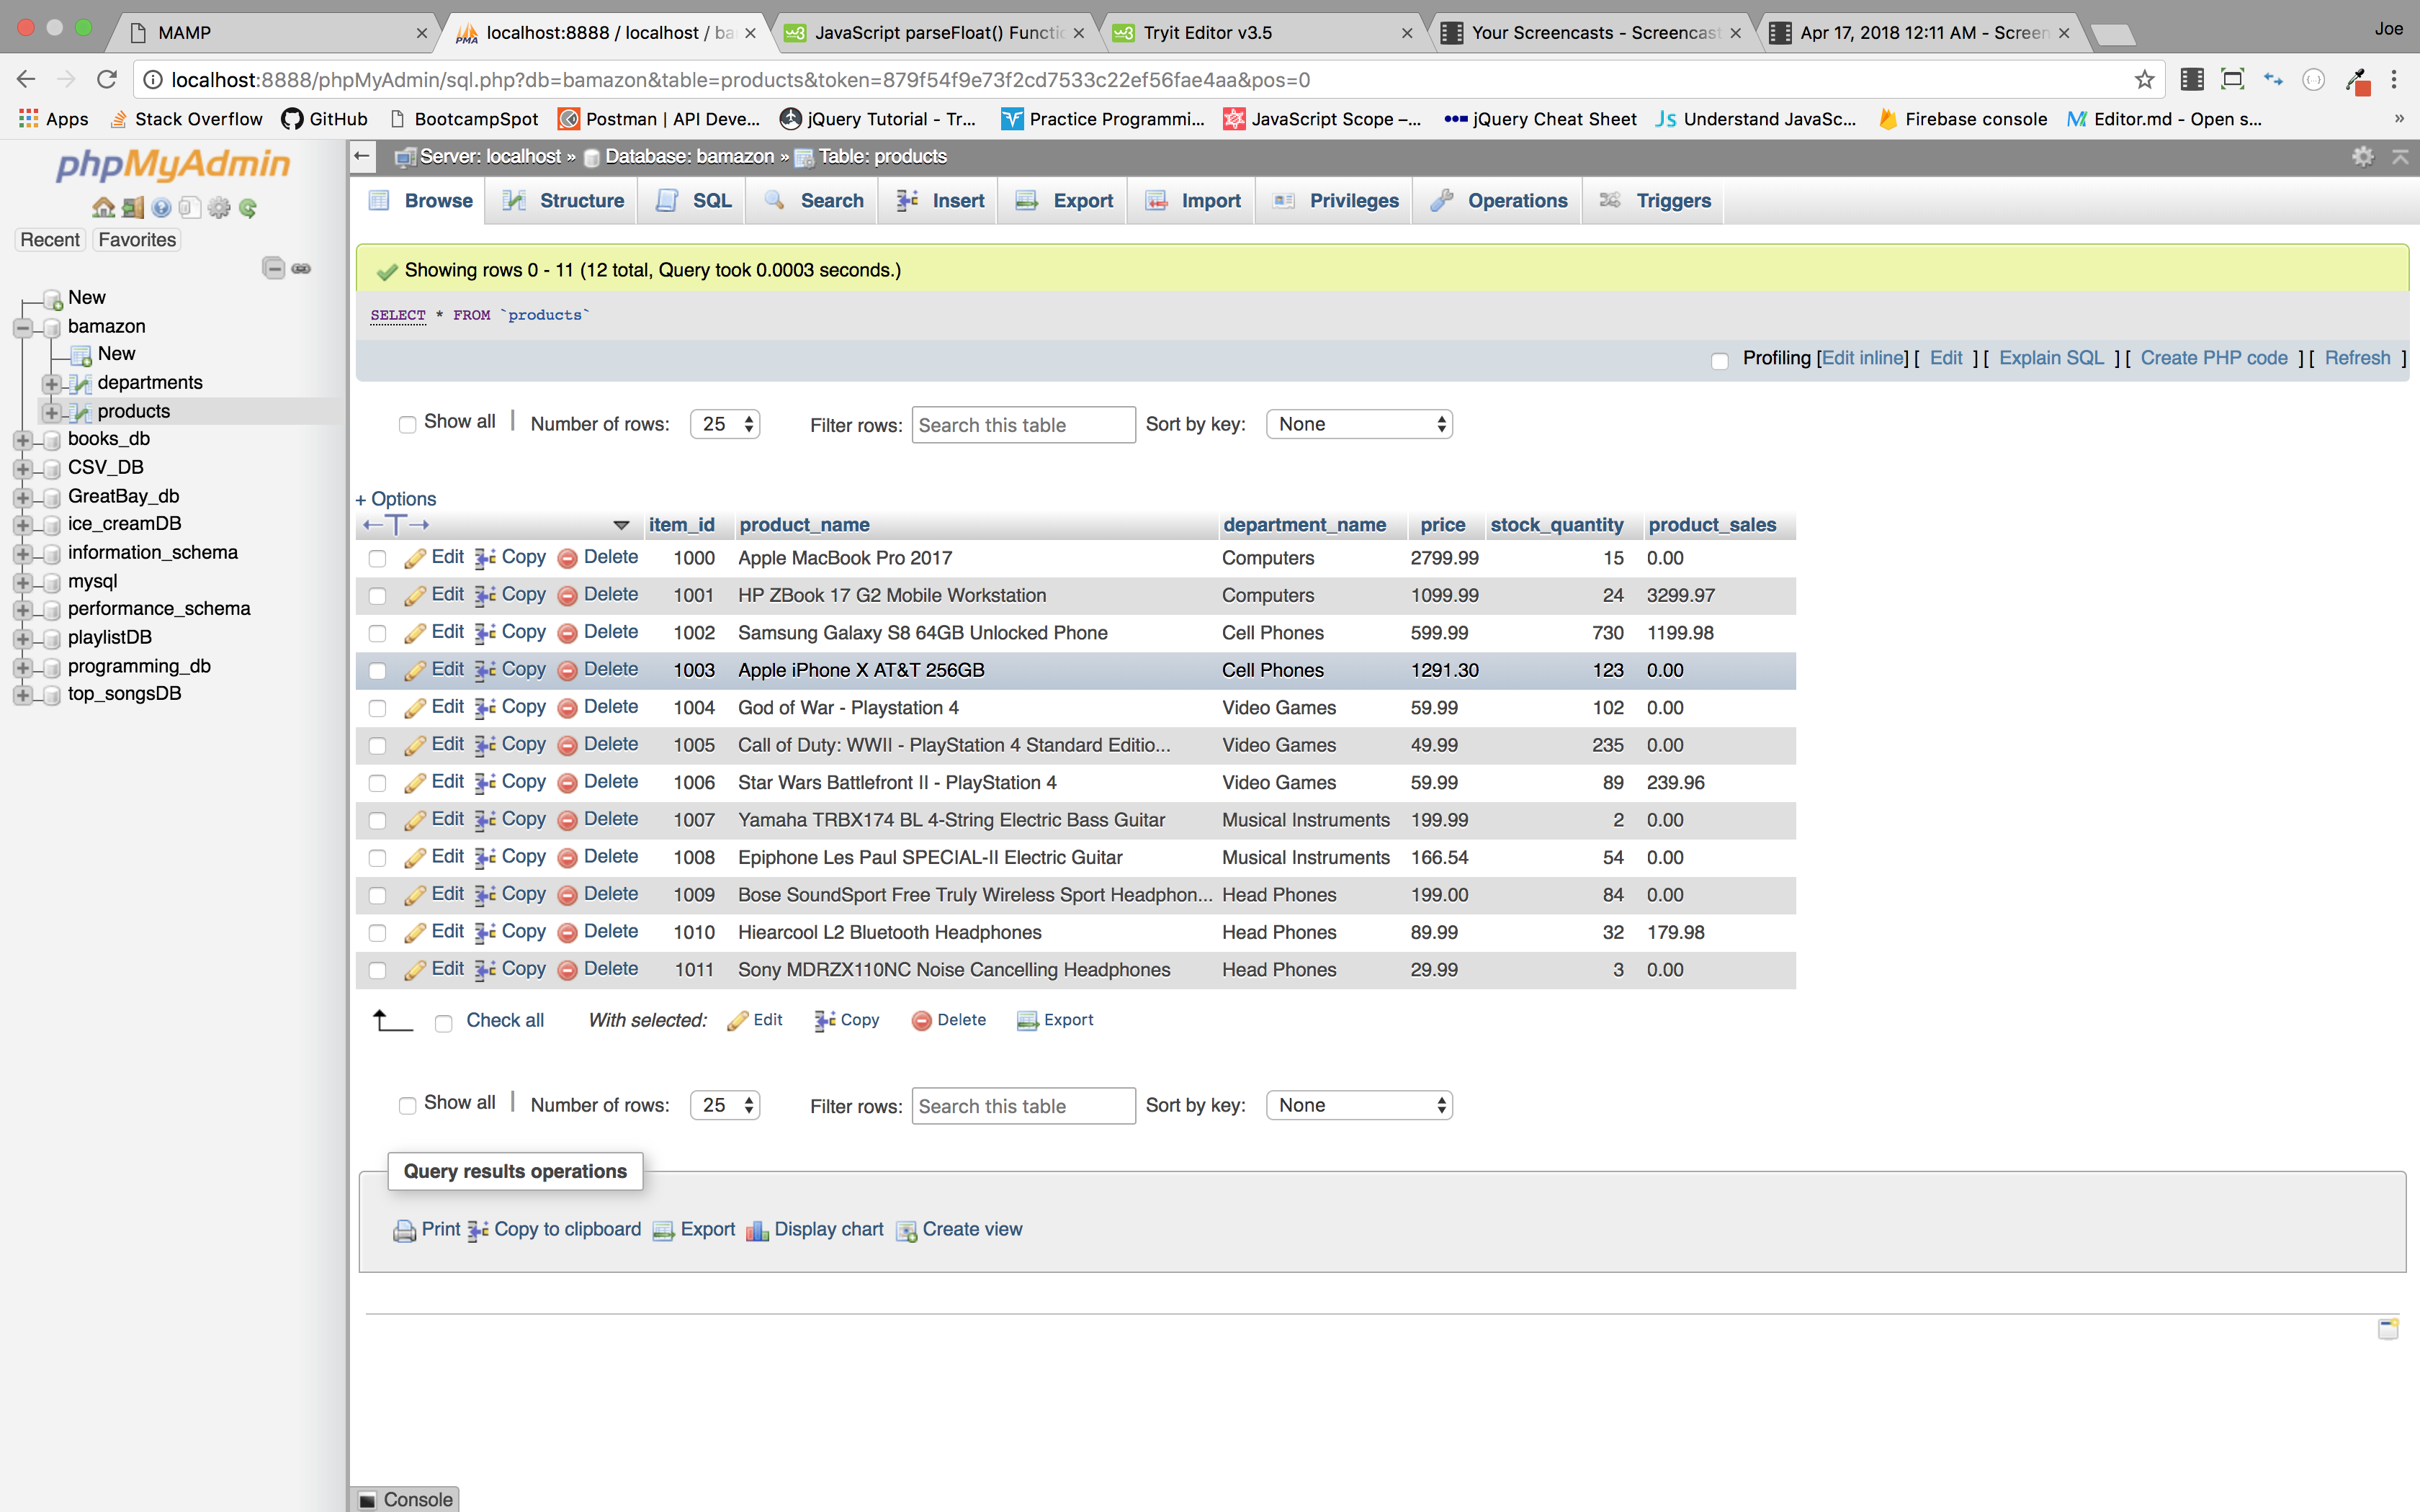 MAMP
localhost:8888 / localhost / ba
JavaScript parseFloat() Functi
Tryit Editor v3.5
Your Screencasts - Screencas
Apr 17, 2018 12:11 AM - Screen
Joe
localhost:8888/phpMyAdmin/sql.php?db=bamazon&table=products&token=879f54f9e73f2cd7533c22ef56fae4aa&pos=0
Apps
Stack Overflow
GitHub
BootcampSpot
Postman | API Deve...
jQuery Tutorial - Tr...
Practice Programmi...
JavaScript Scope –...
jQuery Cheat Sheet
Understand JavaSc...
Firebase console
Editor.md - Open s...
»
phpMyAdmin
Recent
Favorites
New
bamazon
New
departments
products
books_db
CSV_DB
GreatBay_db
ice_creamDB
information_schema
mysql
performance_schema
playlistDB
programming_db
top_songsDB
Server: localhost » Database: bamazon » Table: products
Browse Structure SQL Search Insert Export Import Privileges Operations Triggers
Showing rows 0 - 11 (12 total, Query took 0.0003 seconds.)
SELECT * FROM `products`
Profiling [Edit inline] [ Edit ] [ Explain SQL ] [ Create PHP code ] [ Refresh ]
Show all | Number of rows: 25 Filter rows: Search this table Sort by key: None
+ Options
←T→ item_id product_name department_name price stock_quantity product_sales
Edit Copy Delete 1000 Apple MacBook Pro 2017 Computers 2799.99 15 0.00
Edit Copy Delete 1001 HP ZBook 17 G2 Mobile Workstation Computers 1099.99 24 3299.97
Edit Copy Delete 1002 Samsung Galaxy S8 64GB Unlocked Phone Cell Phones 599.99 730 1199.98
Edit Copy Delete 1003 Apple iPhone X AT&T 256GB Cell Phones 1291.30 123 0.00
Edit Copy Delete 1004 God of War - Playstation 4 Video Games 59.99 102 0.00
Edit Copy Delete 1005 Call of Duty: WWII - PlayStation 4 Standard Editio... Video Games 49.99 235 0.00
Edit Copy Delete 1006 Star Wars Battlefront II - PlayStation 4 Video Games 59.99 89 239.96
Edit Copy Delete 1007 Yamaha TRBX174 BL 4-String Electric Bass Guitar Musical Instruments 199.99 2 0.00
Edit Copy Delete 1008 Epiphone Les Paul SPECIAL-II Electric Guitar Musical Instruments 166.54 54 0.00
Edit Copy Delete 1009 Bose SoundSport Free Truly Wireless Sport Headphon... Head Phones 199.00 84 0.00
Edit Copy Delete 1010 Hiearcool L2 Bluetooth Headphones Head Phones 89.99 32 179.98
Edit Copy Delete 1011 Sony MDRZX110NC Noise Cancelling Headphones Head Phones 29.99 3 0.00
Check all With selected: Edit Copy Delete Export
Show all | Number of rows: 25 Filter rows: Search this table Sort by key: None
Query results operations
Print Copy to clipboard Export Display chart Create view
Console